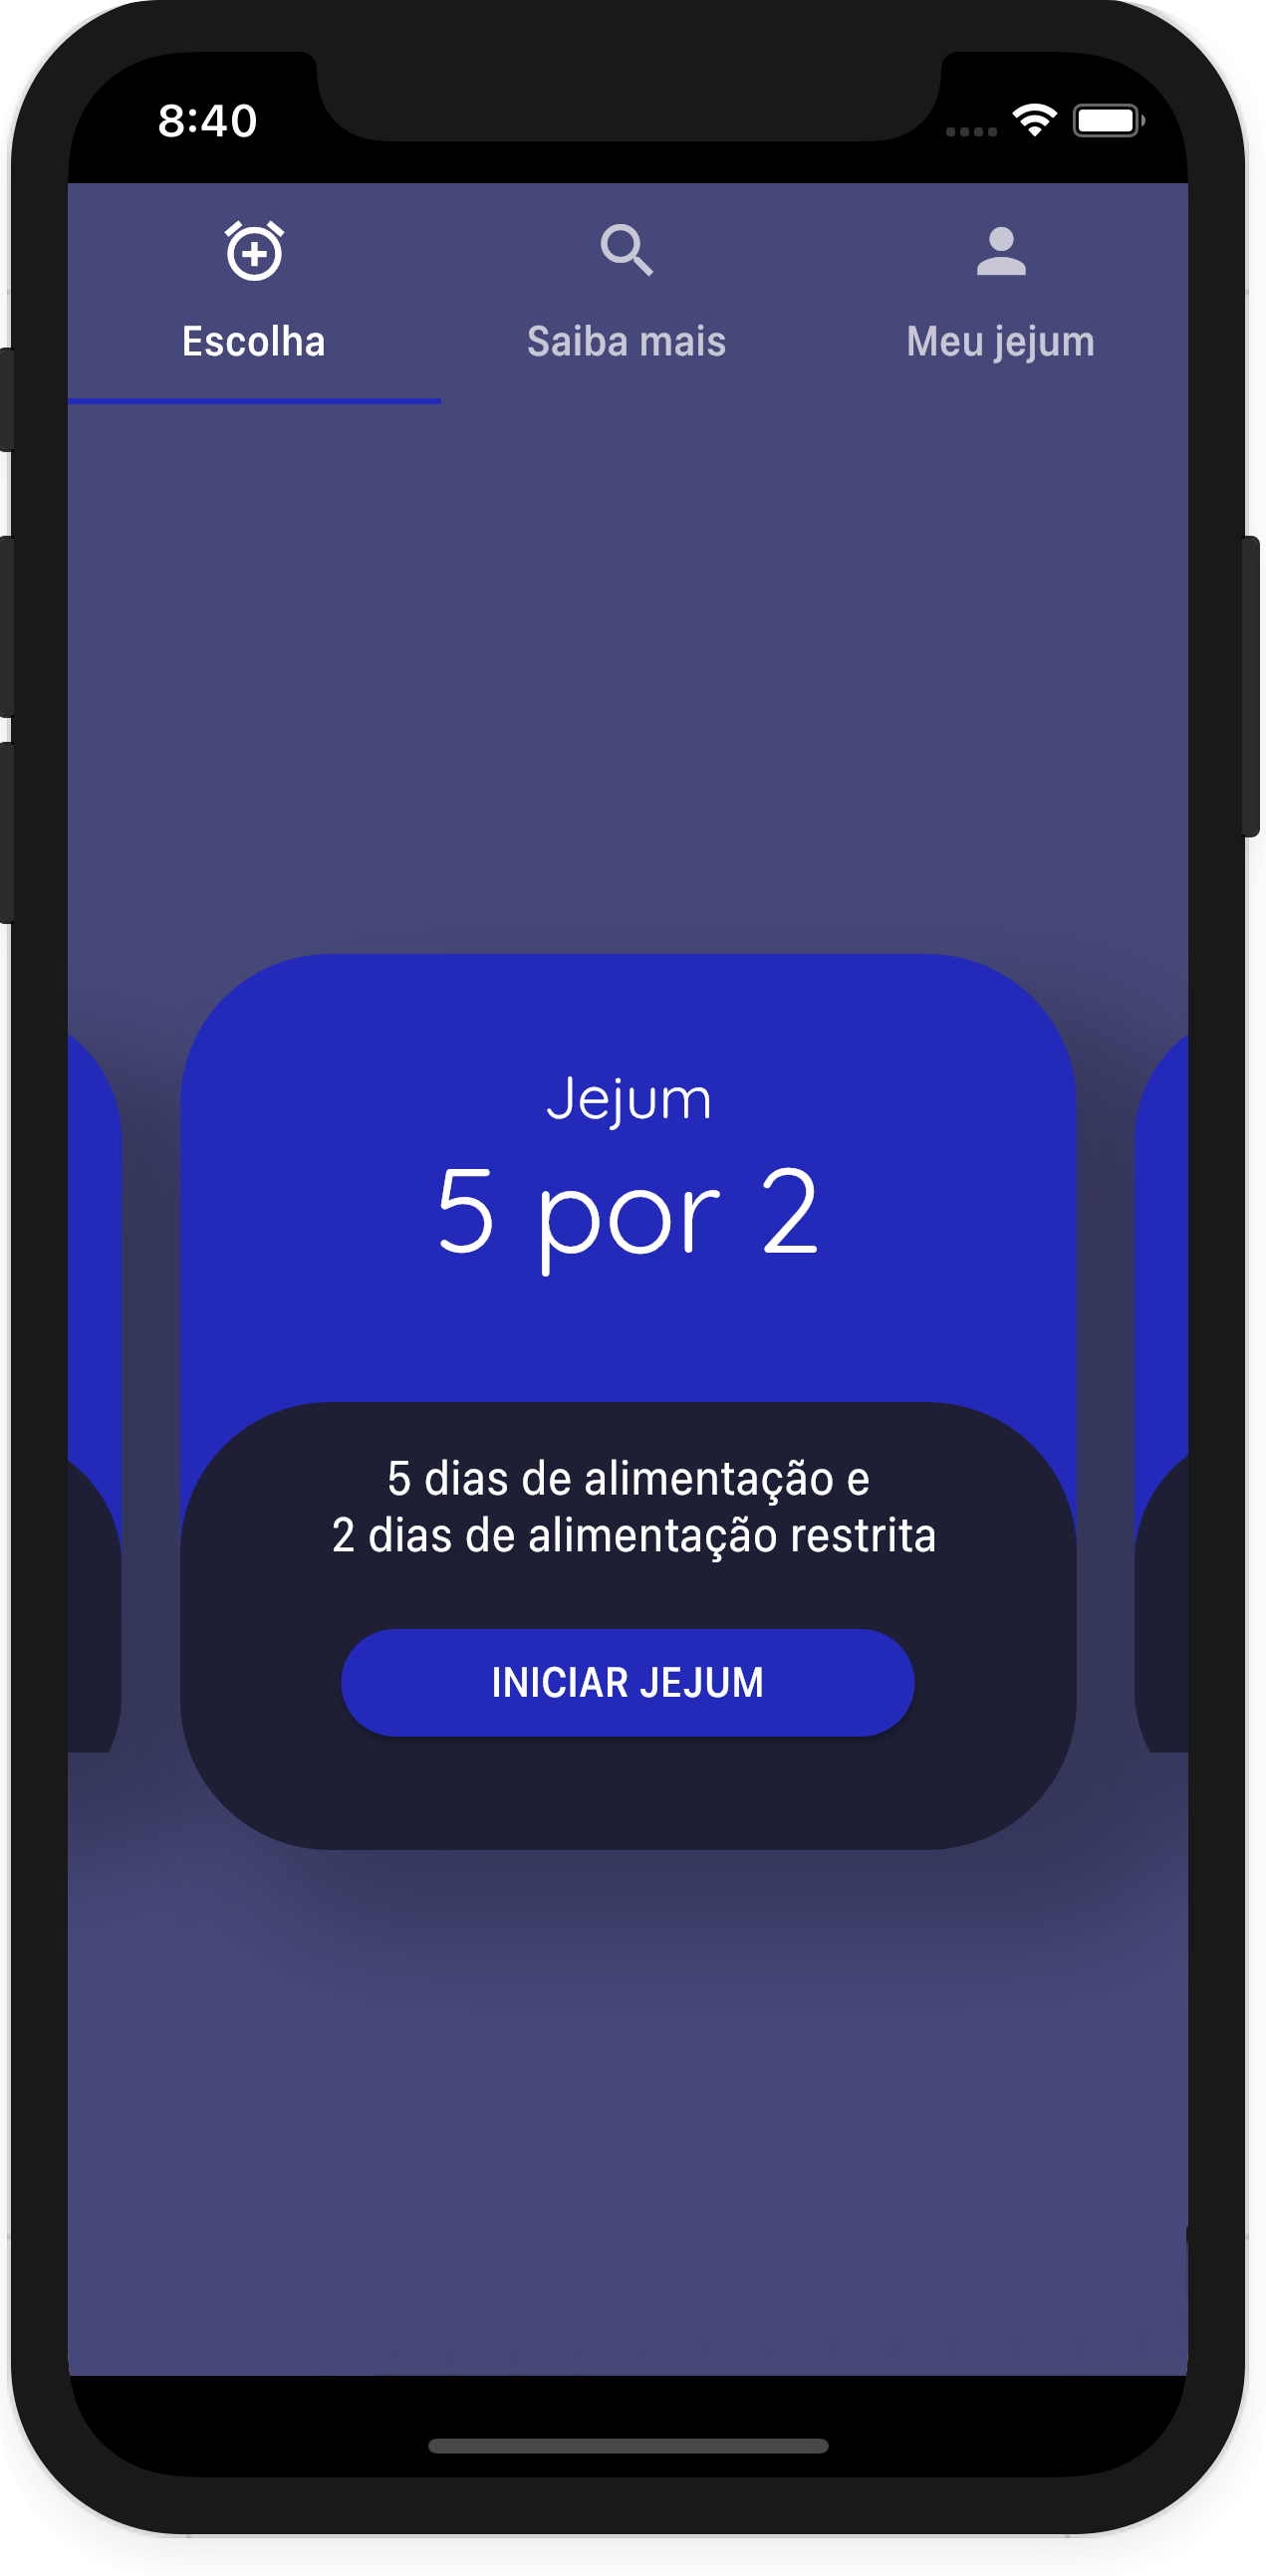 8:40
Escolha
Saiba mais
Meu jejum
Jejum
5 por 2
5 dias de alimentação e
2 dias de alimentação restrita
INICIAR JEJUM